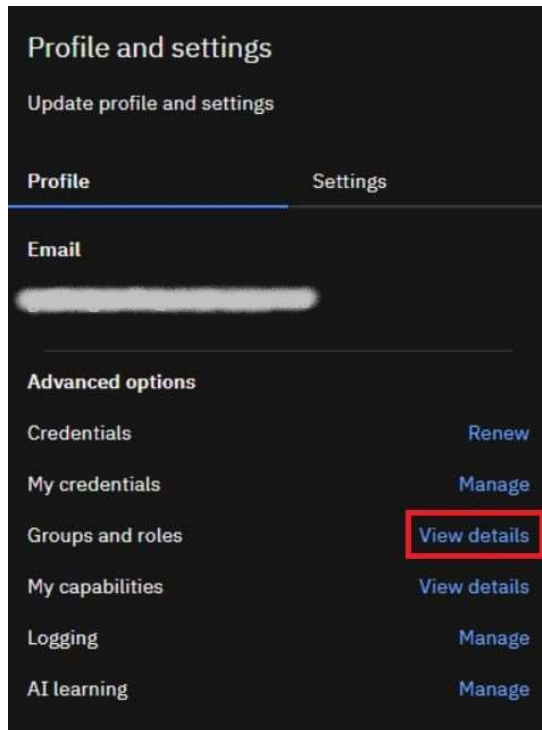 Profile and settings
Update profile and settings
Profile Settings
Email
Advanced options
Credentials Renew
My credentials Manage
Groups and roles View details
My capabilities View details
Logging Manage
AI learning Manage